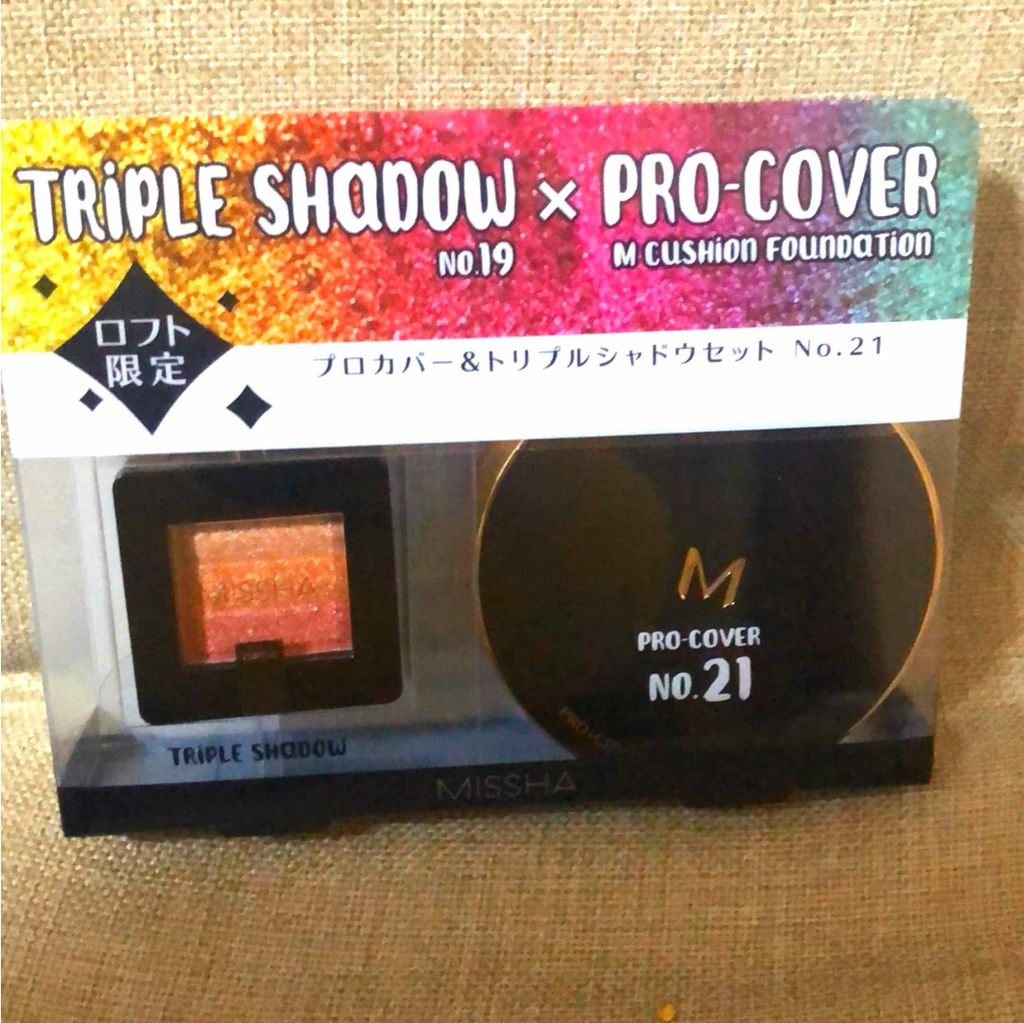 TRiPLE SHaDOW × PRO-COVER
NO.19
M CUSHiON FOUNDaTiON
ロフト
限定
プロカバー&トリプルシャドウセット No.21
MISSHA
M
PRO-COVER
NO.21
TRiPLE SHaDOW
MISSHA